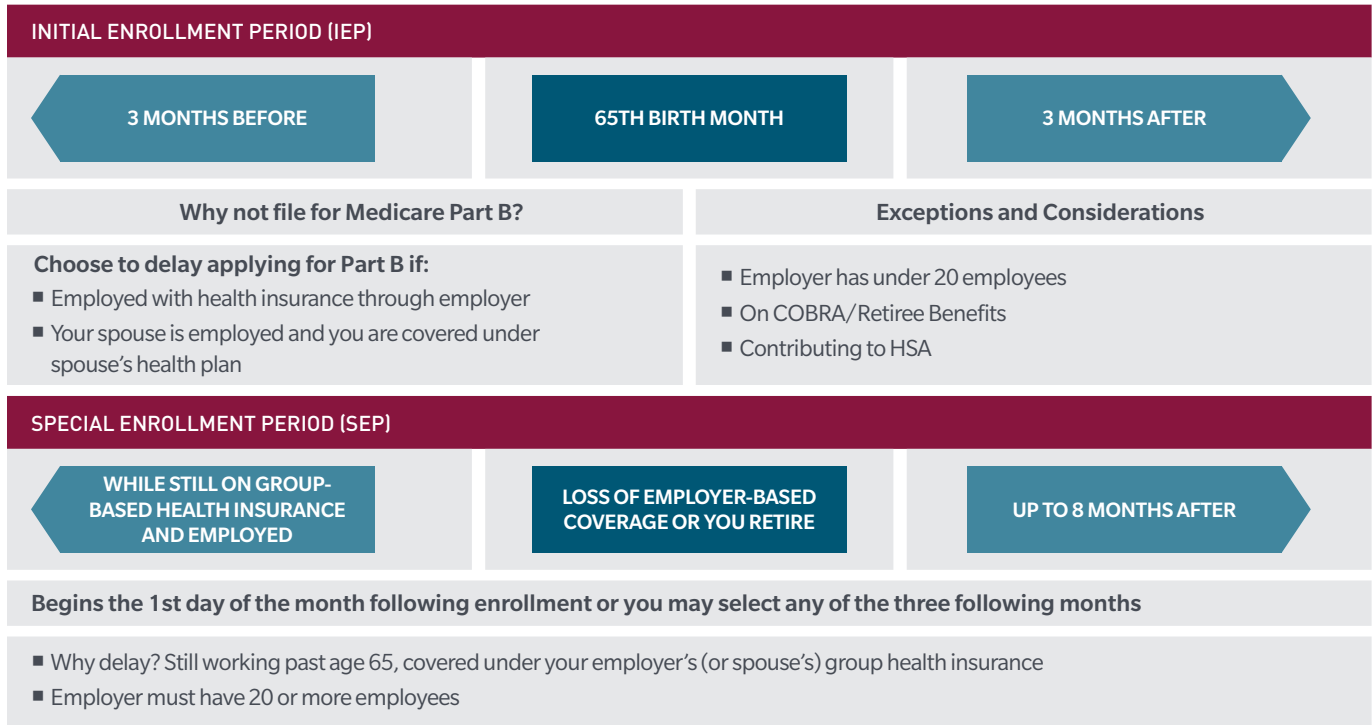 INITIAL ENROLLMENT PERIOD (IEP)
3 MONTHS BEFORE
65TH BIRTH MONTH
3 MONTHS AFTER
Why not file for Medicare Part B?
Choose to delay applying for Part B if:
■ Employed with health insurance through employer
■ Your spouse is employed and you are covered under
spouse's health plan
Exceptions and Considerations
■ Employer has under 20 employees
■ On COBRA/Retiree Benefits
■ Contributing to HSA
SPECIAL ENROLLMENT PERIOD (SEP)
WHILE STILL ON GROUP-
BASED HEALTH INSURANCE
AND EMPLOYED
LOSS OF EMPLOYER-BASED
COVERAGE OR YOU RETIRE
UP TO 8 MONTHS AFTER
Begins the 1st day of the month following enrollment or you may select any of the three following months
■ Why delay? Still working past age 65, covered under your employer's (or spouse's) group health insurance
■ Employer must have 20 or more employees